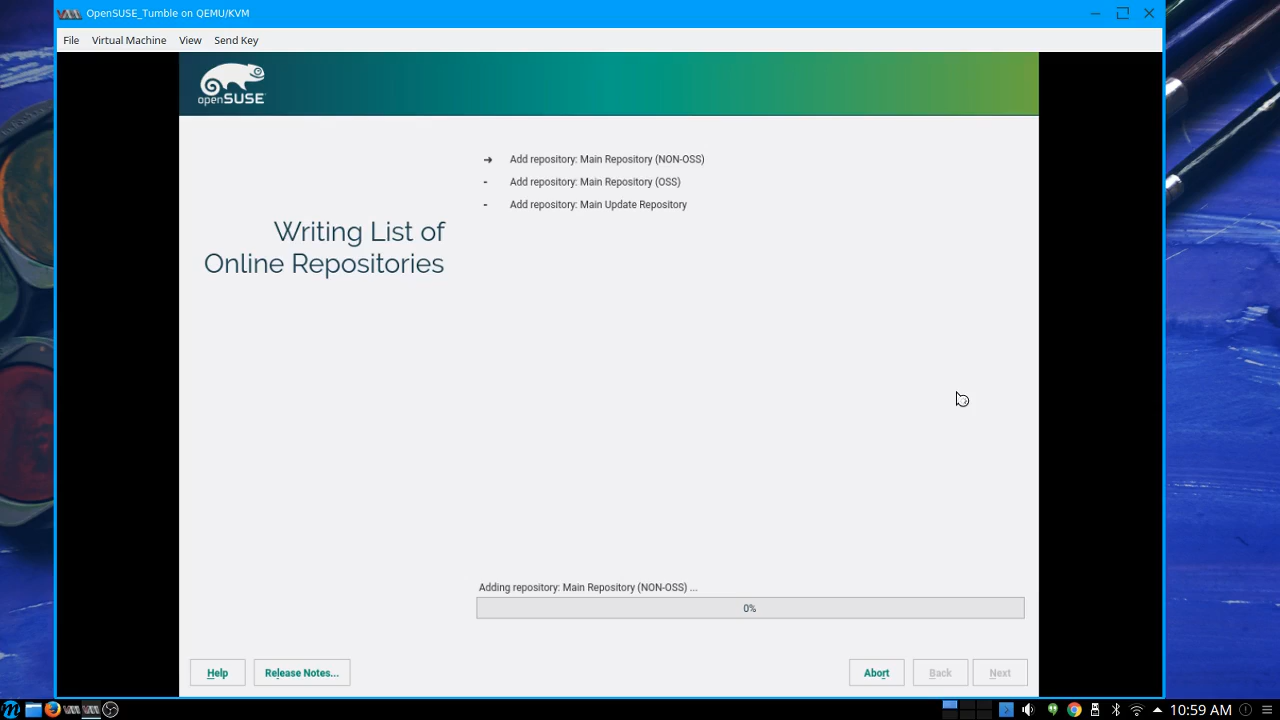 OpenSUSE_Tumble on QEMU/KVM
File Virtual Machine View Send Key
openSUSE
➔ Add repository: Main Repository (NON-OSS)
- Add repository: Main Repository (OSS)
- Add repository: Main Update Repository
Writing List of
Online Repositories
Adding repository: Main Repository (NON-OSS) ...
0%
Help Release Notes... Abort Back Next
10:59 AM